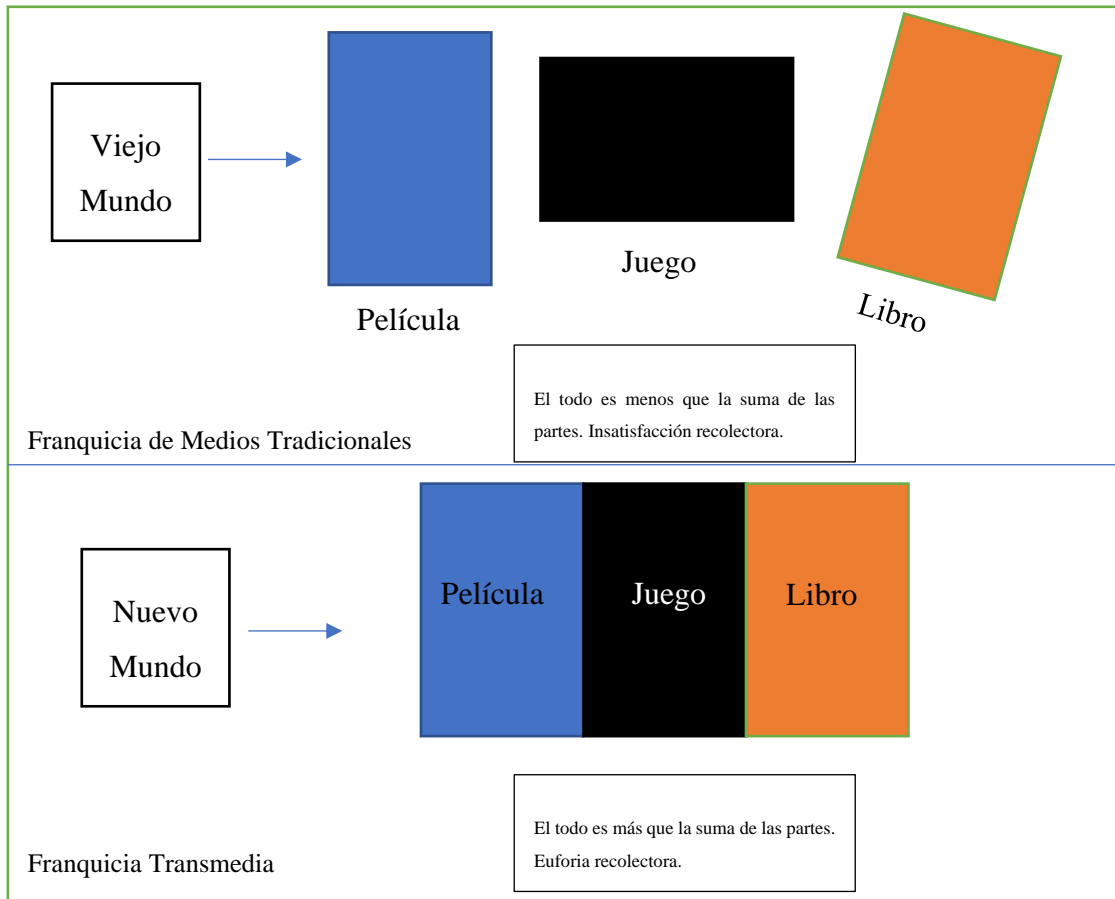 Viejo
Mundo
Película
Juego
Libro
El todo es menos que la suma de las
partes. Insatisfacción recolectora.
Franquicia de Medios Tradicionales
Nuevo
Mundo
Película
Juego
Libro
El todo es más que la suma de las partes.
Euforia recolectora.
Franquicia Transmedia